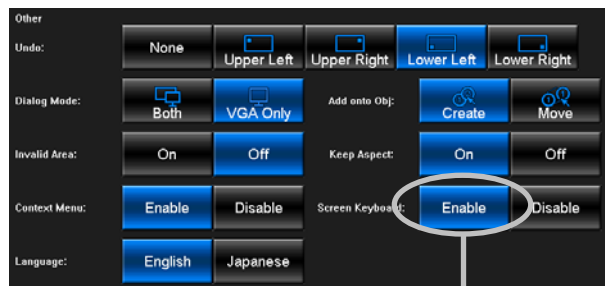 Other
Undo: None Upper Left Upper Right Lower Left Lower Right
Dialog Mode: Both VGA Only Add onto Obj: Create Move
Invalid Area: On Off Keep Aspect: On Off
Context Menu: Enable Disable Screen Keyboard: Enable Disable
Language: English Japanese